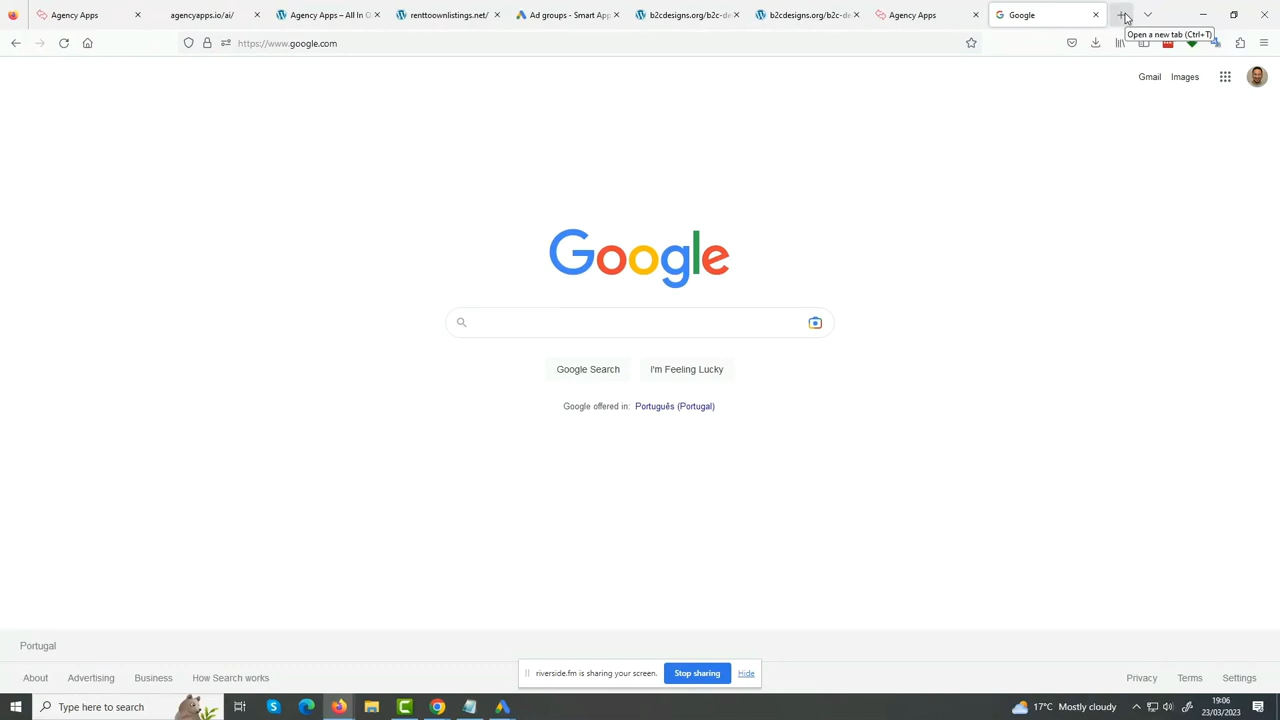 Agency Apps
agencyapps.io/ai/
Agency Apps – All In G
renttoownlistings.net/
Ad groups - Smart App
b2cdesigns.org/b2c-de
b2cdesigns.org/b2c-de
Agency Apps
Google
Open a new tab (Ctrl+T)
https://www.google.com
Gmail Images
Google
Google Search I'm Feeling Lucky
Google offered in: Português (Portugal)
Portugal
About Advertising Business How Search works
Privacy Terms Settings
riverside.fm is sharing your screen. Stop sharing Hide
Type here to search
17°C Mostly cloudy
19:06
23/03/2023